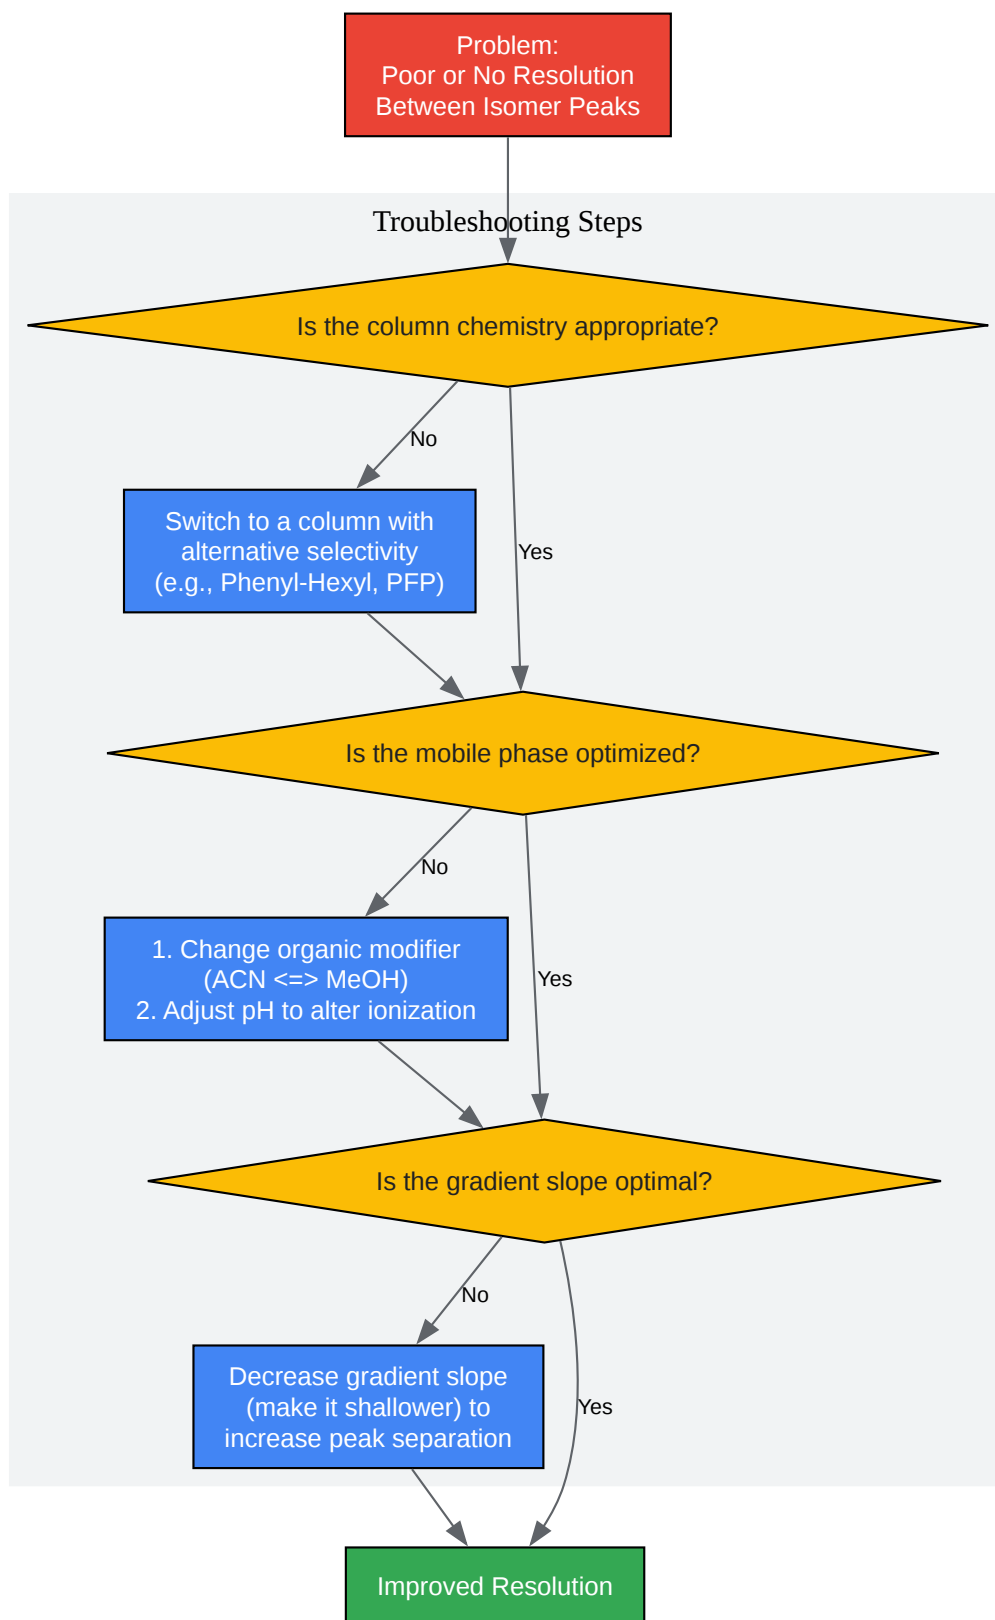 Problem:
Poor or No Resolution
Between Isomer Peaks
Troubleshooting Steps
Is the column chemistry appropriate?
No
Switch to a column with
alternative selectivity
(e.g., Phenyl-Hexyl, PFP)
Yes
Is the mobile phase optimized?
No
1. Change organic modifier
(ACN <=> MeOH)
2. Adjust pH to alter ionization
Yes
Is the gradient slope optimal?
No
Decrease gradient slope
(make it shallower) to
increase peak separation
Yes
Improved Resolution